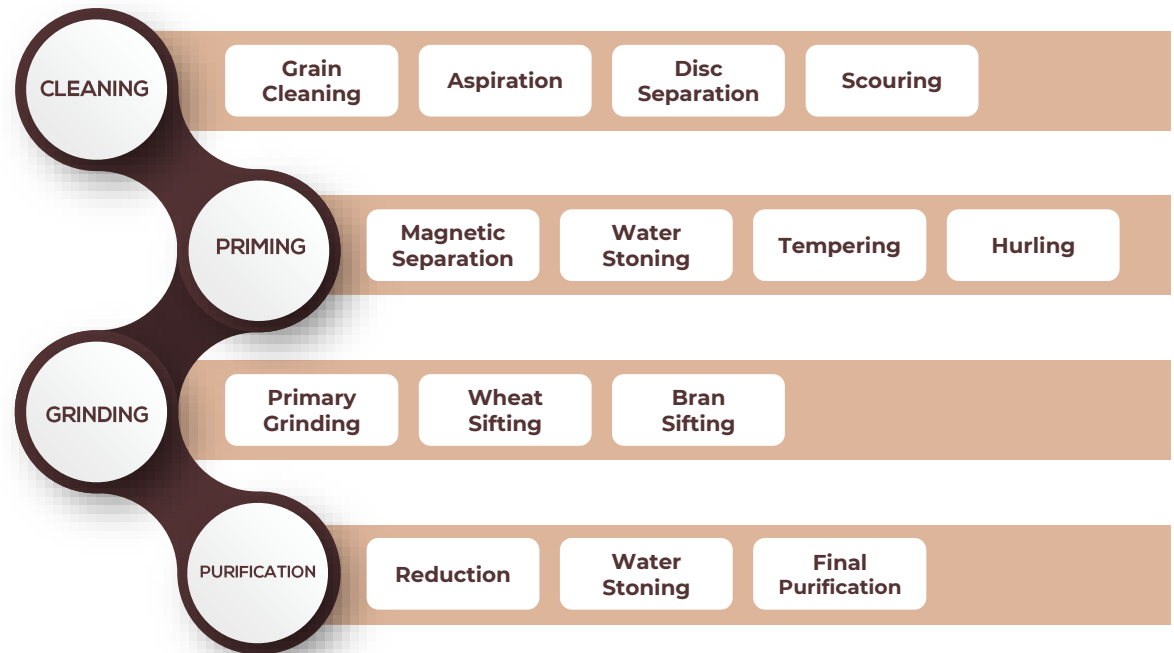 CLEANING
Grain
Cleaning
Aspiration
Disc
Separation
Scouring
PRIMING
Magnetic
Separation
Water
Stoning
Tempering
Hurling
GRINDING
Primary
Grinding
Wheat
Sifting
Bran
Sifting
PURIFICATION
Reduction
Water
Stoning
Final
Purification